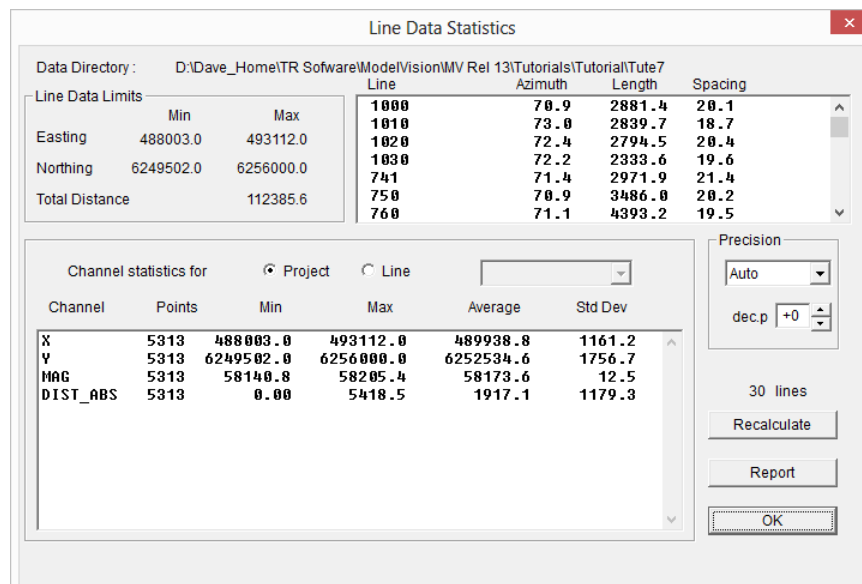 Line Data Statistics
Data Directory : D:\Dave_Home\TR Sofware\ModelVision\MV Rel 13\Tutorials\Tutorial\Tute7
Line Data Limits
Min Max
Easting 488003.0 493112.0
Northing 6249502.0 6256000.0
Total Distance 112385.6
Line Azimuth Length Spacing
1000 70.9 2881.4 20.1
1010 73.0 2839.7 18.7
1020 72.4 2794.5 20.4
1030 72.2 2333.6 19.6
741 71.4 2971.9 21.4
750 70.9 3486.0 20.2
760 71.1 4393.2 19.5
Channel statistics for Project Line
Channel Points Min Max Average Std Dev
X 5313 488003.0 493112.0 489938.8 1161.2
Y 5313 6249502.0 6256000.0 6252534.6 1756.7
MAG 5313 58140.8 58205.4 58173.6 12.5
DIST_ABS 5313 0.00 5418.5 1917.1 1179.3
Precision
Auto
dec.p +0
30 lines
Recalculate
Report
OK